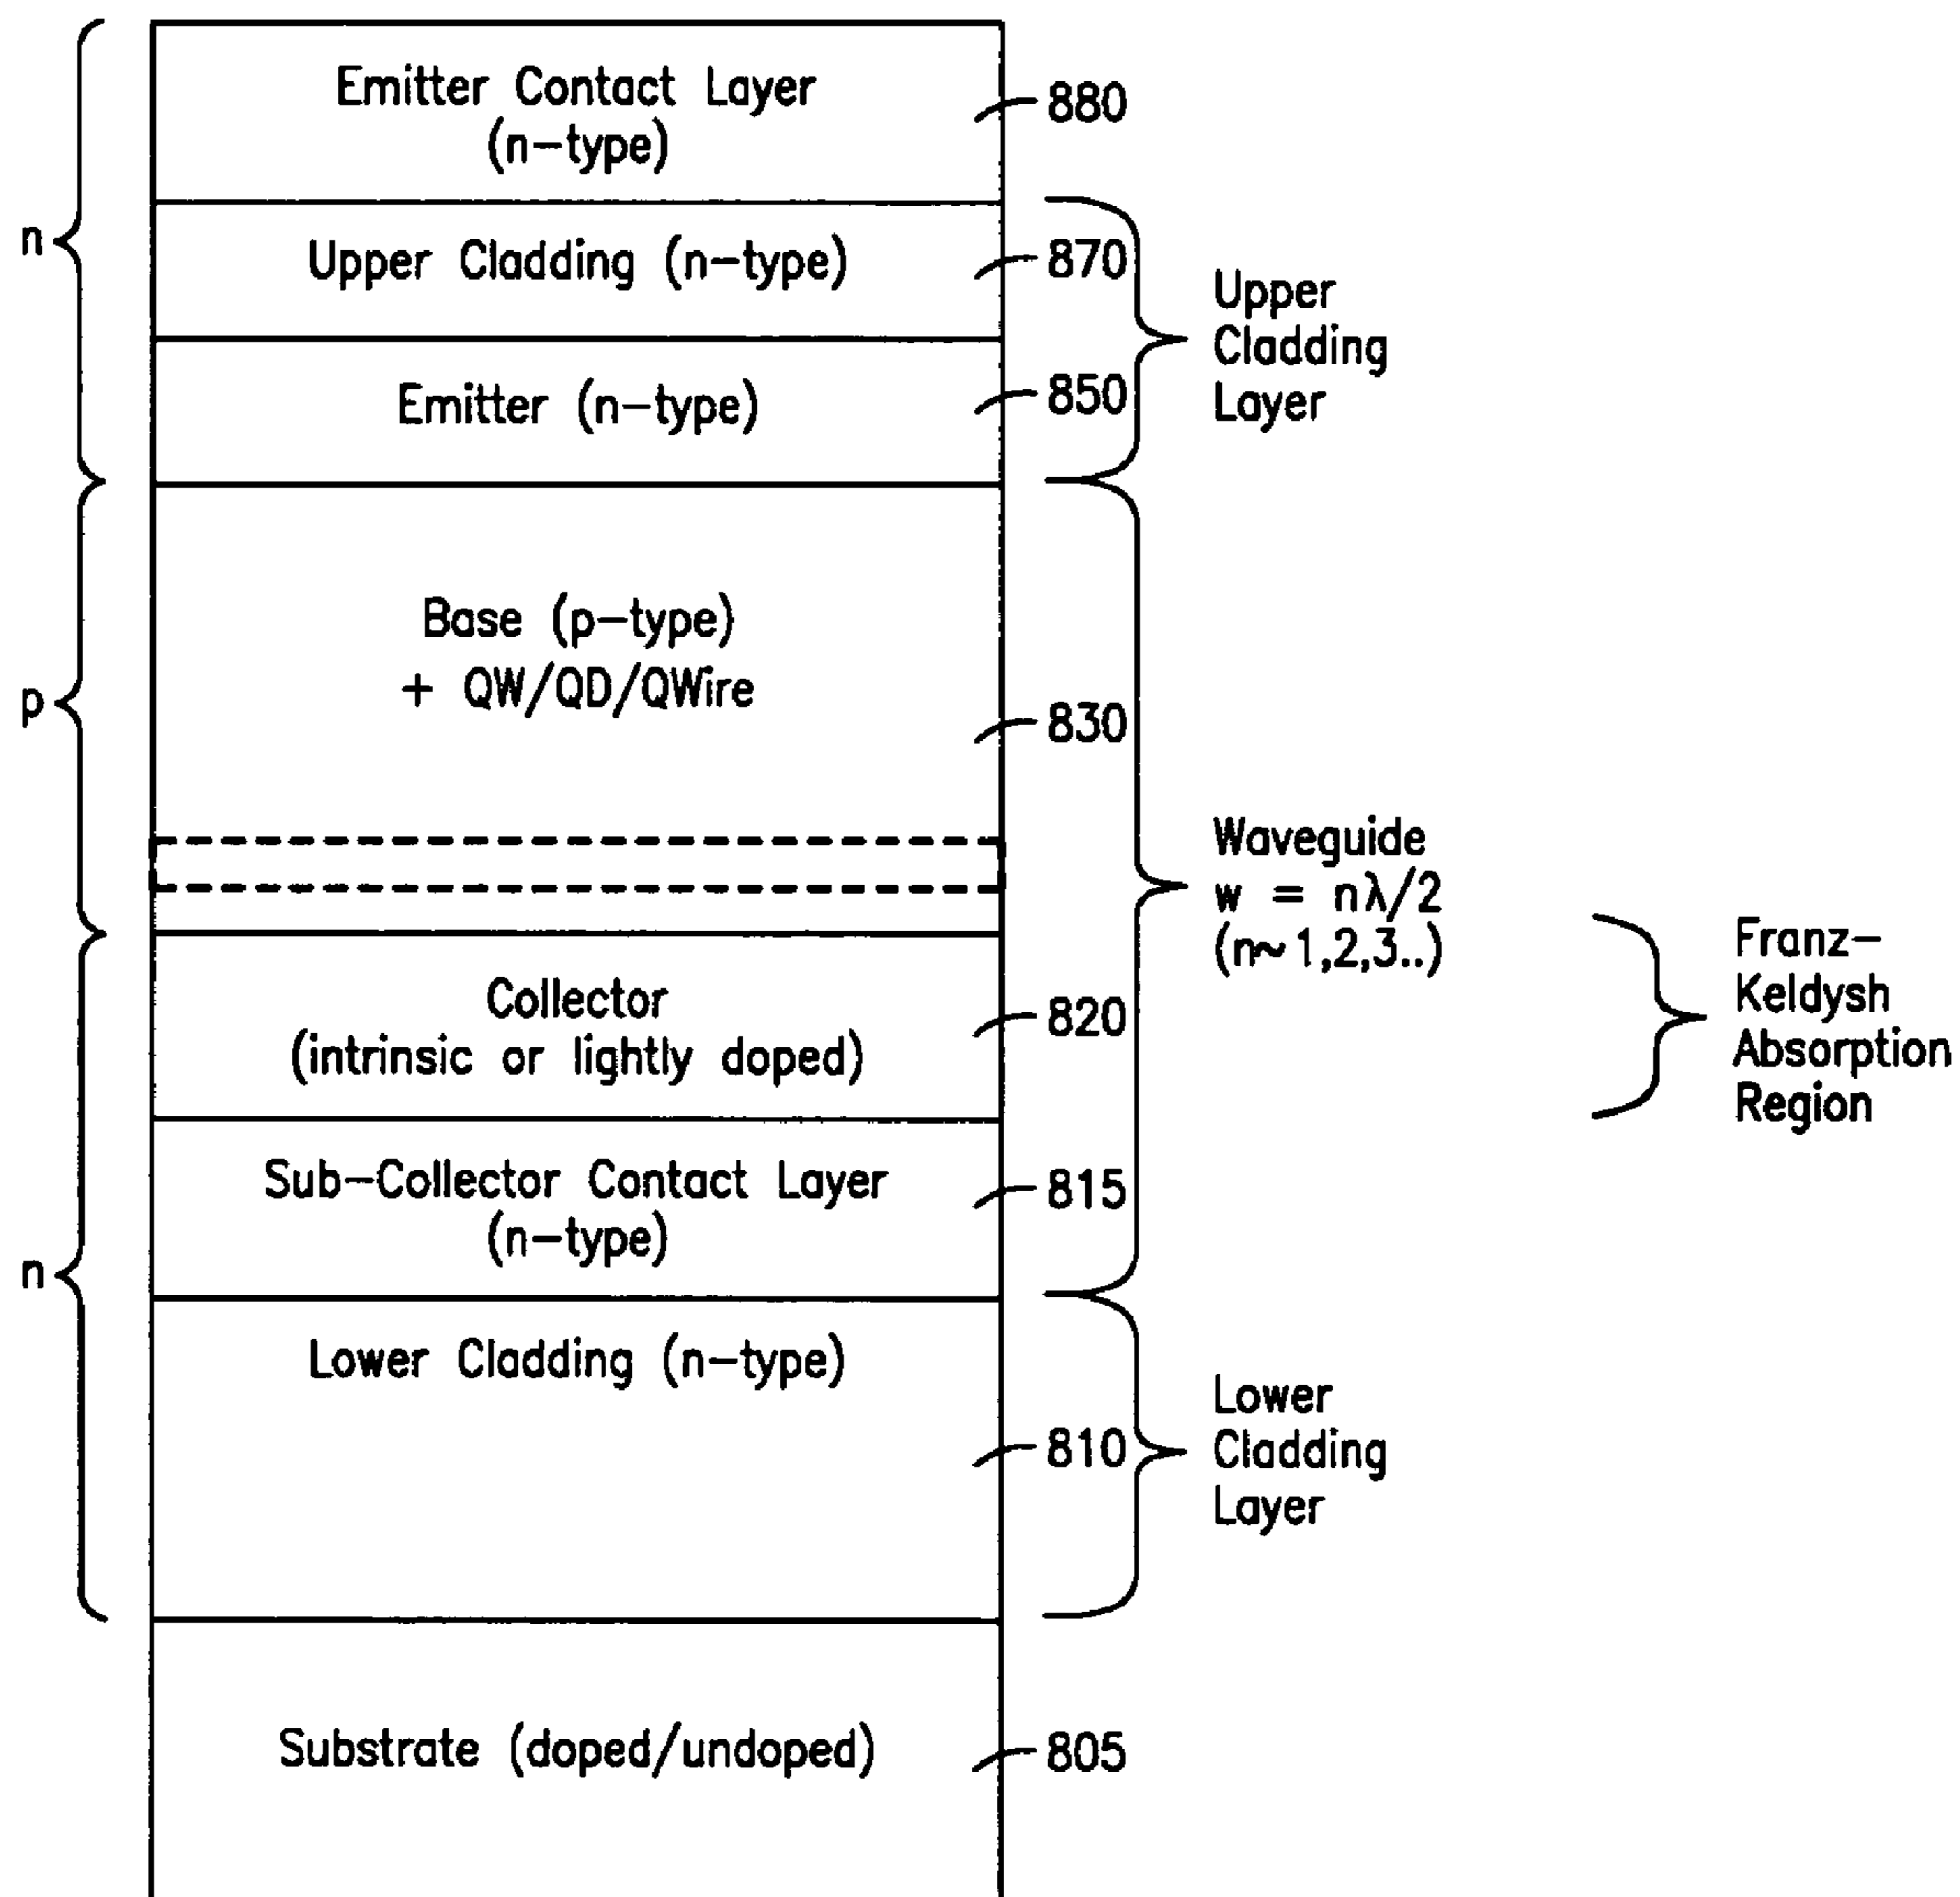 Emitter Contact Layer
(n-type)
880
n
Upper Cladding (n-type)
870
Emitter (n-type)
850
Upper
Cladding
Layer
p
Base (p-type)
+ QW/QD/QWire
830
Waveguide
w = nλ/2
(n~1,2,3..)
Collector
(intrinsic or lightly doped)
820
Franz-
Keldysh
Absorption
Region
Sub-Collector Contact Layer
(n-type)
815
n
Lower Cladding (n-type)
810
Lower
Cladding
Layer
Substrate (doped/undoped)
805